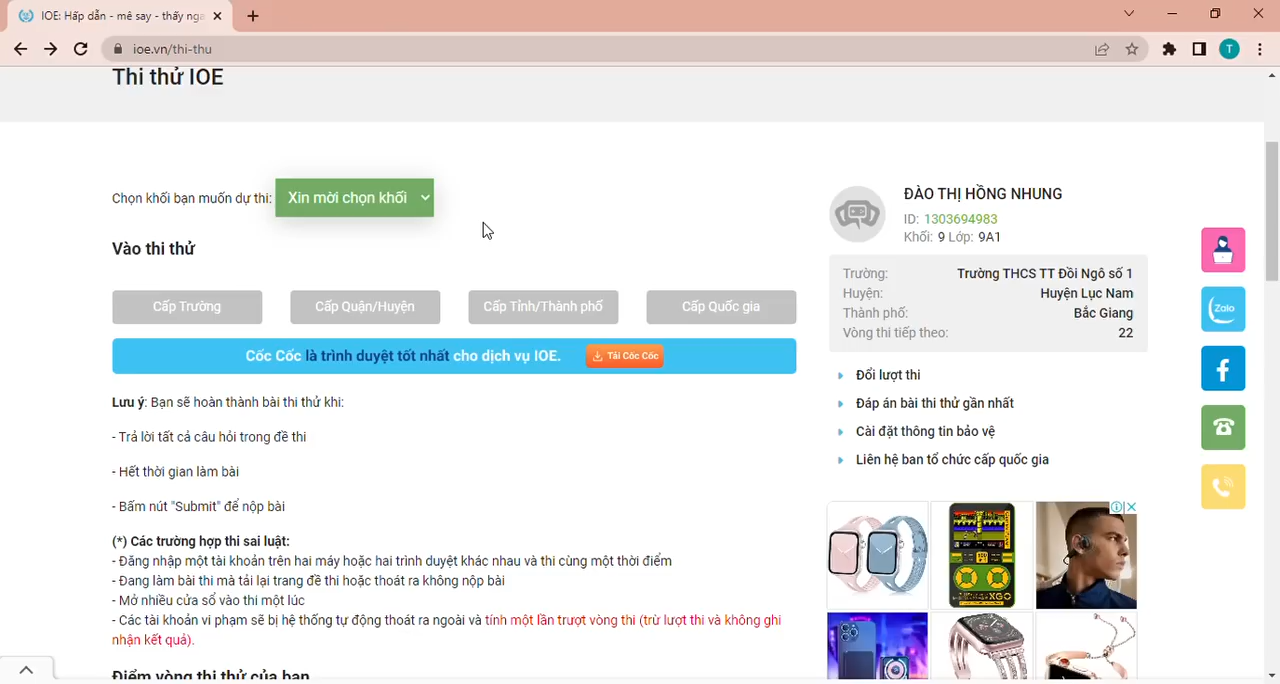 IOE: Hấp dẫn - mê say - thấy nga
ioe.vn/thi-thu
T
Thi thử IOE
Chọn khối bạn muốn dự thi: Xin mời chọn khối
Vào thi thử
Cấp Trường
Cấp Quận/Huyện
Cấp Tỉnh/Thành phố
Cấp Quốc gia
Cốc Cốc là trình duyệt tốt nhất cho dịch vụ IOE. Tải Cốc Cốc
Lưu ý: Bạn sẽ hoàn thành bài thi thử khi:
- Trả lời tất cả câu hỏi trong đề thi
- Hết thời gian làm bài
- Bấm nút "Submit" để nộp bài
(*) Các trường hợp thi sai luật:
- Đăng nhập một tài khoản trên hai máy hoặc hai trình duyệt khác nhau và thi cùng một thời điểm
- Đang làm bài thi mà tải lại trang đề thi hoặc thoát ra không nộp bài
- Mở nhiều cửa sổ vào thi một lúc
- Các tài khoản vi phạm sẽ bị hệ thống tự động thoát ra ngoài và tính một lần trượt vòng thi (trừ lượt thi và không ghi
nhận kết quả).
Điểm vòng thi thử của bạn
ĐÀO THỊ HỒNG NHUNG
ID: 1303694983
Khối: 9 Lớp: 9A1
Trường: Trường THCS TT Đồi Ngô số 1
Huyện: Huyện Lục Nam
Thành phố: Bắc Giang
Vòng thi tiếp theo: 22
Đổi lượt thi
Đáp án bài thi thử gần nhất
Cài đặt thông tin bảo vệ
Liên hệ ban tổ chức cấp quốc gia
Zalo